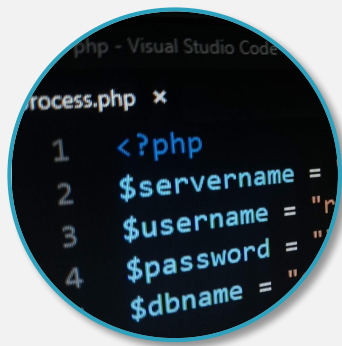 php - Visual Studio Code
rocess.php ×
1 <?php
2 $servername =
3 $username = "r
4 $password = "
$dbname = "